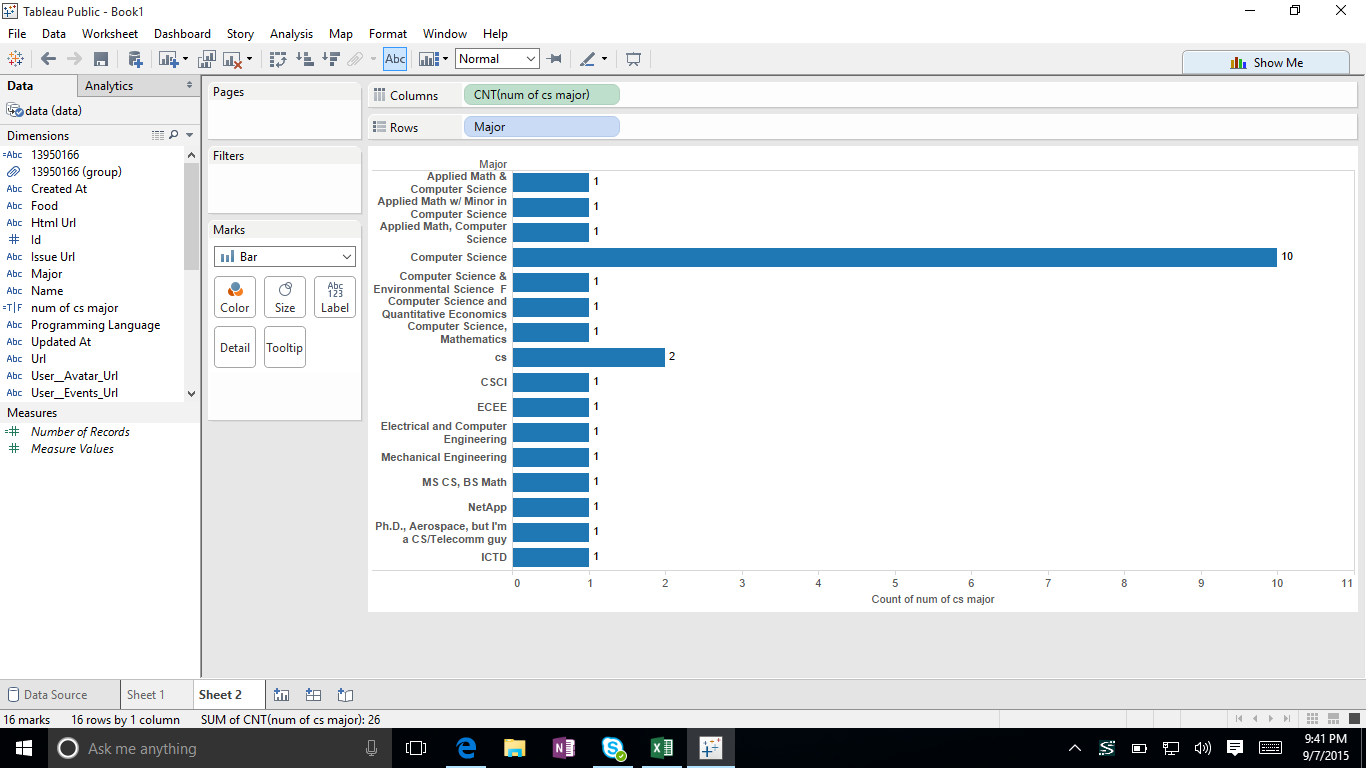 Tableau Public - Book1
File Data Worksheet Dashboard Story Analysis Map Format Window Help
Abc Normal Show Me
Data Analytics
data (data)
Dimensions
=Abc 13950166
13950166 (group)
Abc Created At
Abc Food
Abc Html Url
# Id
Abc Issue Url
Abc Major
Abc Name
=T|F num of cs major
Abc Programming Language
Abc Updated At
Abc Url
Abc User__Avatar_Url
Abc User__Events_Url
Measures
=# Number of Records
# Measure Values
Pages
Filters
Marks
Bar
Color Size Abc 123 Label
Detail Tooltip
Columns CNT(num of cs major)
Rows Major
Major
Applied Math &
Computer Science 1
Applied Math w/ Minor in
Computer Science 1
Applied Math, Computer
Science 1
Computer Science 10
Computer Science &
Environmental Science F 1
Computer Science and
Quantitative Economics 1
Computer Science,
Mathematics 1
cs 2
CSCI 1
ECEE 1
Electrical and Computer
Engineering 1
Mechanical Engineering 1
MS CS, BS Math 1
NetApp 1
Ph.D., Aerospace, but I'm
a CS/Telecomm guy 1
ICTD 1
0 1 2 3 4 5 6 7 8 9 10 11
Count of num of cs major
Data Source Sheet 1 Sheet 2
16 marks 16 rows by 1 column SUM of CNT(num of cs major): 26
Ask me anything
9:41 PM
9/7/2015